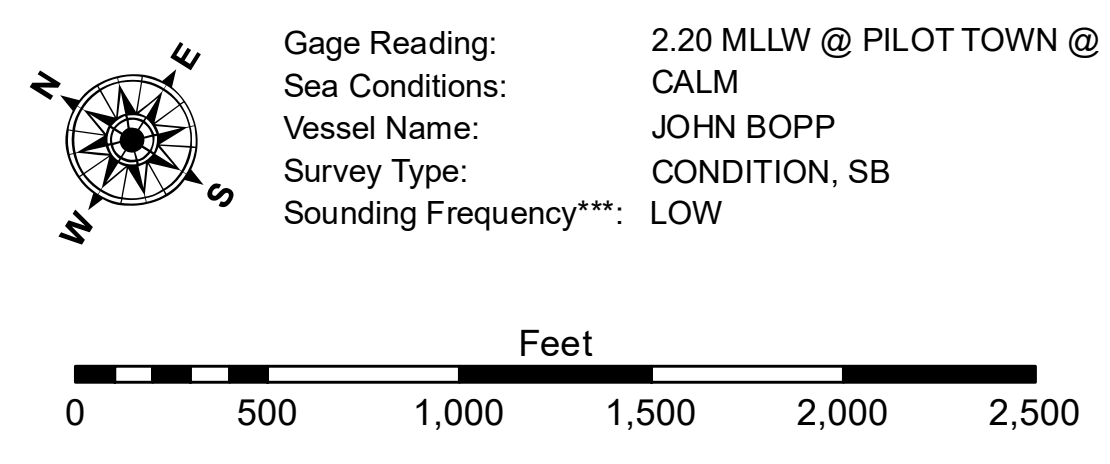 N
E
S
W
Gage Reading: 2.20 MLLW @ PILOT TOWN @
Sea Conditions: CALM
Vessel Name: JOHN BOPP
Survey Type: CONDITION, SB
Sounding Frequency***: LOW
Feet
0 500 1,000 1,500 2,000 2,500